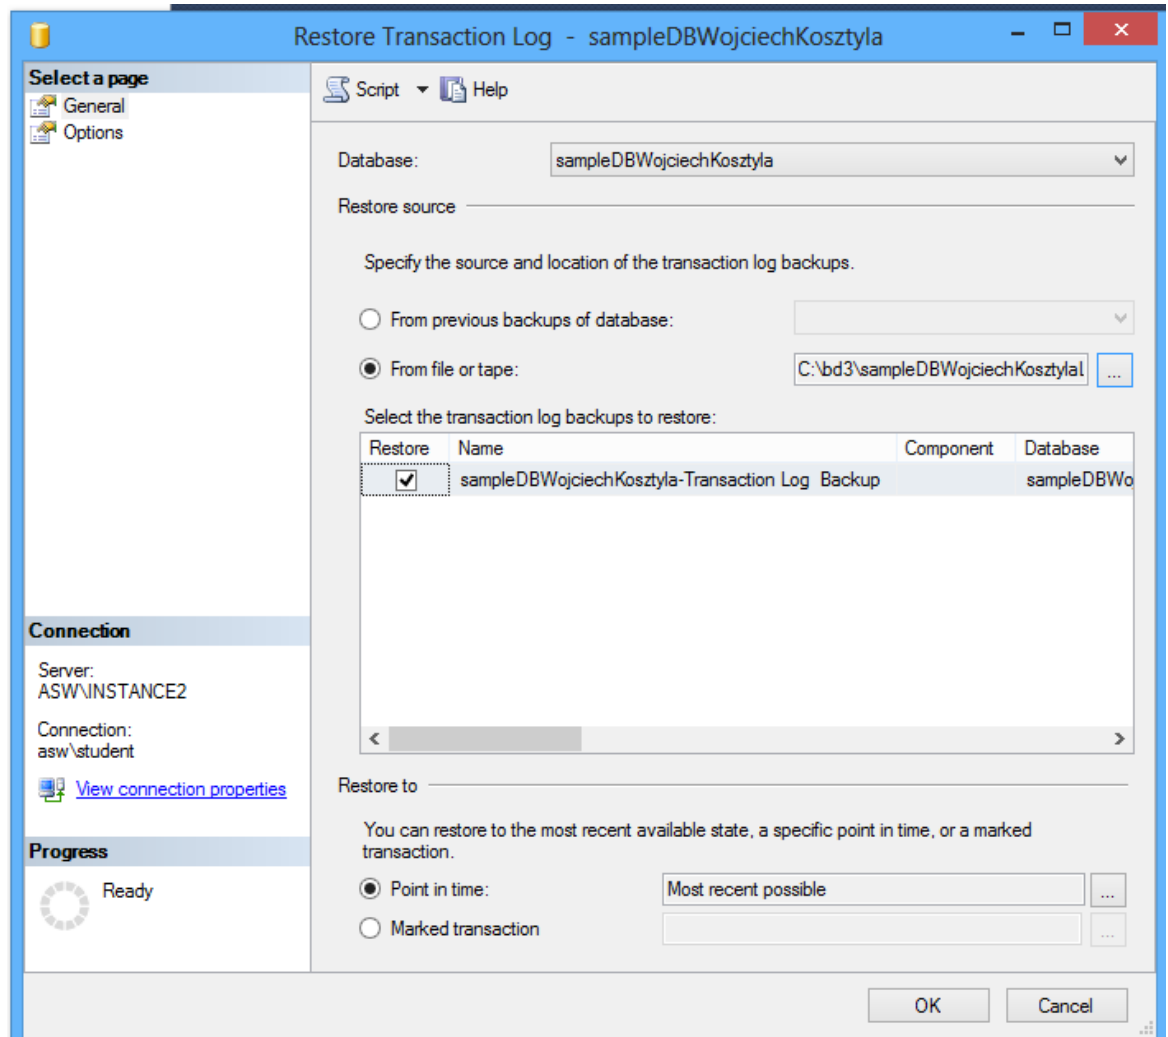 Restore Transaction Log - sampleDBWojciechKosztyla
Select a page
General
Options
Script
Help
Database:
sampleDBWojciechKosztyla
Restore source
Specify the source and location of the transaction log backups.
From previous backups of database:
From file or tape:
C:\bd3\sampleDBWojciechKosztylaL
...
Select the transaction log backups to restore:
Restore Name Component Database
sampleDBWojciechKosztyla-Transaction Log Backup sampleDBWo
Connection
Server:
ASW\INSTANCE2
Connection:
asw\student
View connection properties
Progress
Ready
Restore to
You can restore to the most recent available state, a specific point in time, or a marked
transaction.
Point in time:
Most recent possible
...
Marked transaction
...
OK
Cancel